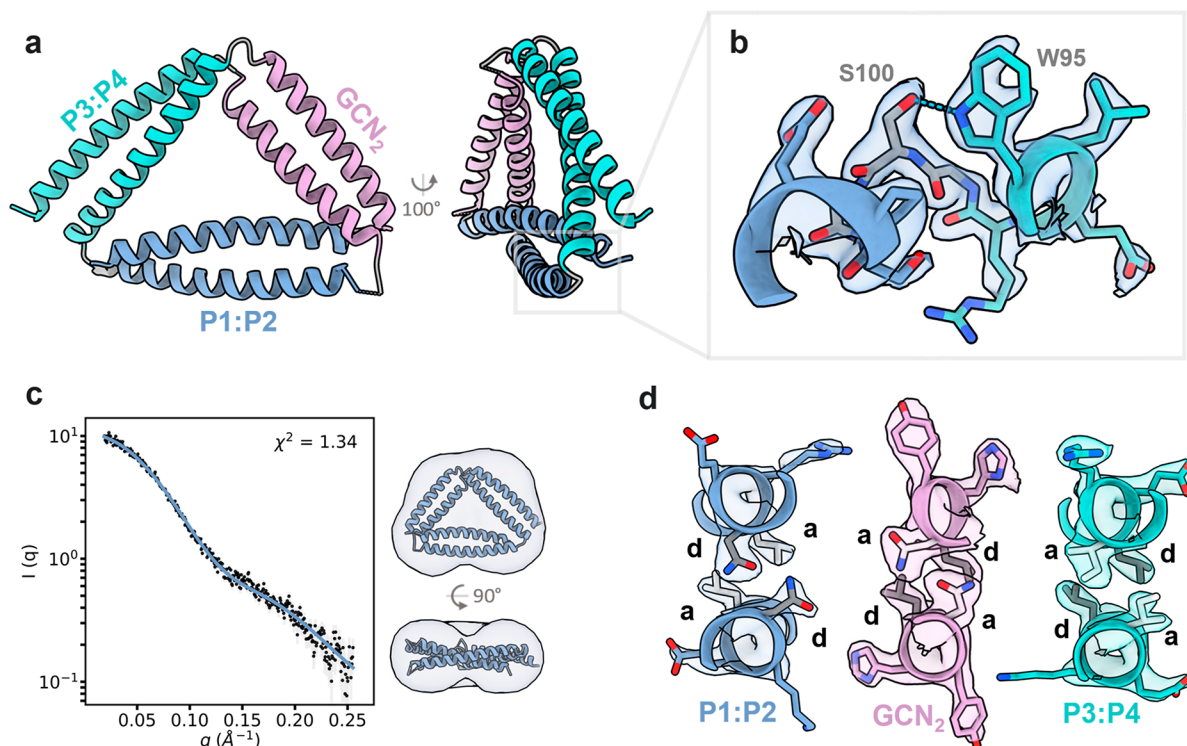 a
P3:P4
GCN₂
100°
P1:P2
b
S100
W95
c
χ² = 1.34
I (q)
10¹
10⁰
10⁻¹
0.05 0.10 0.15 0.20 0.25
q (Å⁻¹)
90°
d
d
a
a
d
a
d
a
d
d
a
a
d
P1:P2
GCN₂
P3:P4